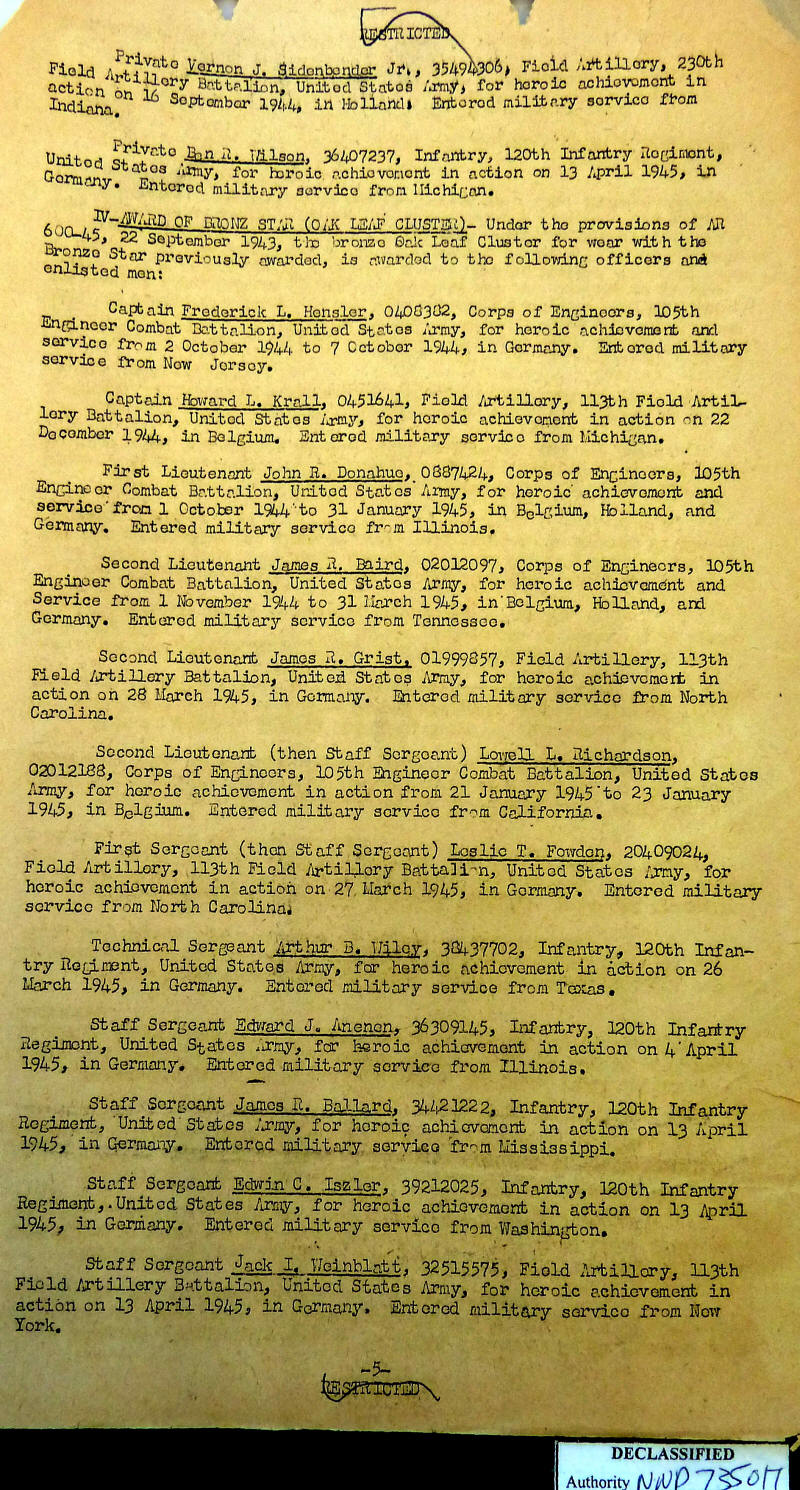 RESTRICTED
Private Vernon J. Sidenbender Jr., 35494306, Field Artillery, 230th
Field Artillery Battalion, United States Army, for heroic achievement in
action on 16 September 1944, in Holland. Entered military service from
Indiana.
Private Ben R. Wilson, 36407237, Infantry, 120th Infantry Regiment,
United States Army, for heroic achievement in action on 13 April 1945, in
Germany. Entered military service from Michigan.
IV-AWARD OF BRONZ STAR (OAK LEAF CLUSTER)- Under the provisions of AR
600-45, 22 September 1943, the bronze Oak Leaf Cluster for wear with the
Bronze Star previously awarded, is awarded to the following officers and
enlisted men:
Captain Frederick L. Hensler, 0408382, Corps of Engineers, 105th
Engineer Combat Battalion, United States Army, for heroic achievement and
service from 2 October 1944 to 7 October 1944, in Germany. Entered military
service from New Jersey.
Captain Howard L. Krall, 0451641, Field Artillery, 113th Field Artil-
lery Battalion, United States Army, for heroic achievement in action on 22
December 1944, in Belgium. Entered military service from Michigan.
First Lieutenant John R. Donahue, 0887424, Corps of Engineers, 105th
Engineer Combat Battalion, United States Army, for heroic achievement and
service from 1 October 1944 to 31 January 1945, in Belgium, Holland, and
Germany. Entered military service from Illinois.
Second Lieutenant James R. Baird, 02012097, Corps of Engineers, 105th
Engineer Combat Battalion, United States Army, for heroic achievement and
Service from 1 November 1944 to 31 March 1945, in Belgium, Holland, and
Germany. Entered military service from Tennessee.
Second Lieutenant James R. Grist, 01999857, Field Artillery, 113th
Field Artillery Battalion, United States Army, for heroic achievement in
action on 28 March 1945, in Germany. Entered military service from North
Carolina.
Second Lieutenant (then Staff Sergeant) Lowell L. Richardson,
02012188, Corps of Engineers, 105th Engineer Combat Battalion, United States
Army, for heroic achievement in action from 21 January 1945 to 23 January
1945, in Belgium. Entered military service from California.
First Sergeant (then Staff Sergeant) Leslie T. Fowden, 20409024,
Field Artillery, 113th Field Artillery Battalion, United States Army, for
heroic achievement in action on 27 March 1945, in Germany. Entered military
service from North Carolina.
Technical Sergeant Arthur B. Wiley, 38437702, Infantry, 120th Infan-
try Regiment, United States Army, for heroic achievement in action on 26
March 1945, in Germany. Entered military service from Texas.
Staff Sergeant Edward J. Anenen, 36309145, Infantry, 120th Infantry
Regiment, United States Army, for heroic achievement in action on 4 April
1945, in Germany. Entered military service from Illinois.
Staff Sergeant James R. Ballard, 34421222, Infantry, 120th Infantry
Regiment, United States Army, for heroic achievement in action on 13 April
1945, in Germany. Entered military service from Mississippi.
Staff Sergeant Edwin C. Iszler, 39212025, Infantry, 120th Infantry
Regiment, United States Army, for heroic achievement in action on 13 April
1945, in Germany. Entered military service from Washington.
Staff Sergeant Jack I. Weinblatt, 32515575, Field Artillery, 113th
Field Artillery Battalion, United States Army, for heroic achievement in
action on 13 April 1945, in Germany. Entered military service from New
York.
-5-
RESTRICTED
DECLASSIFIED
Authority NND 735017